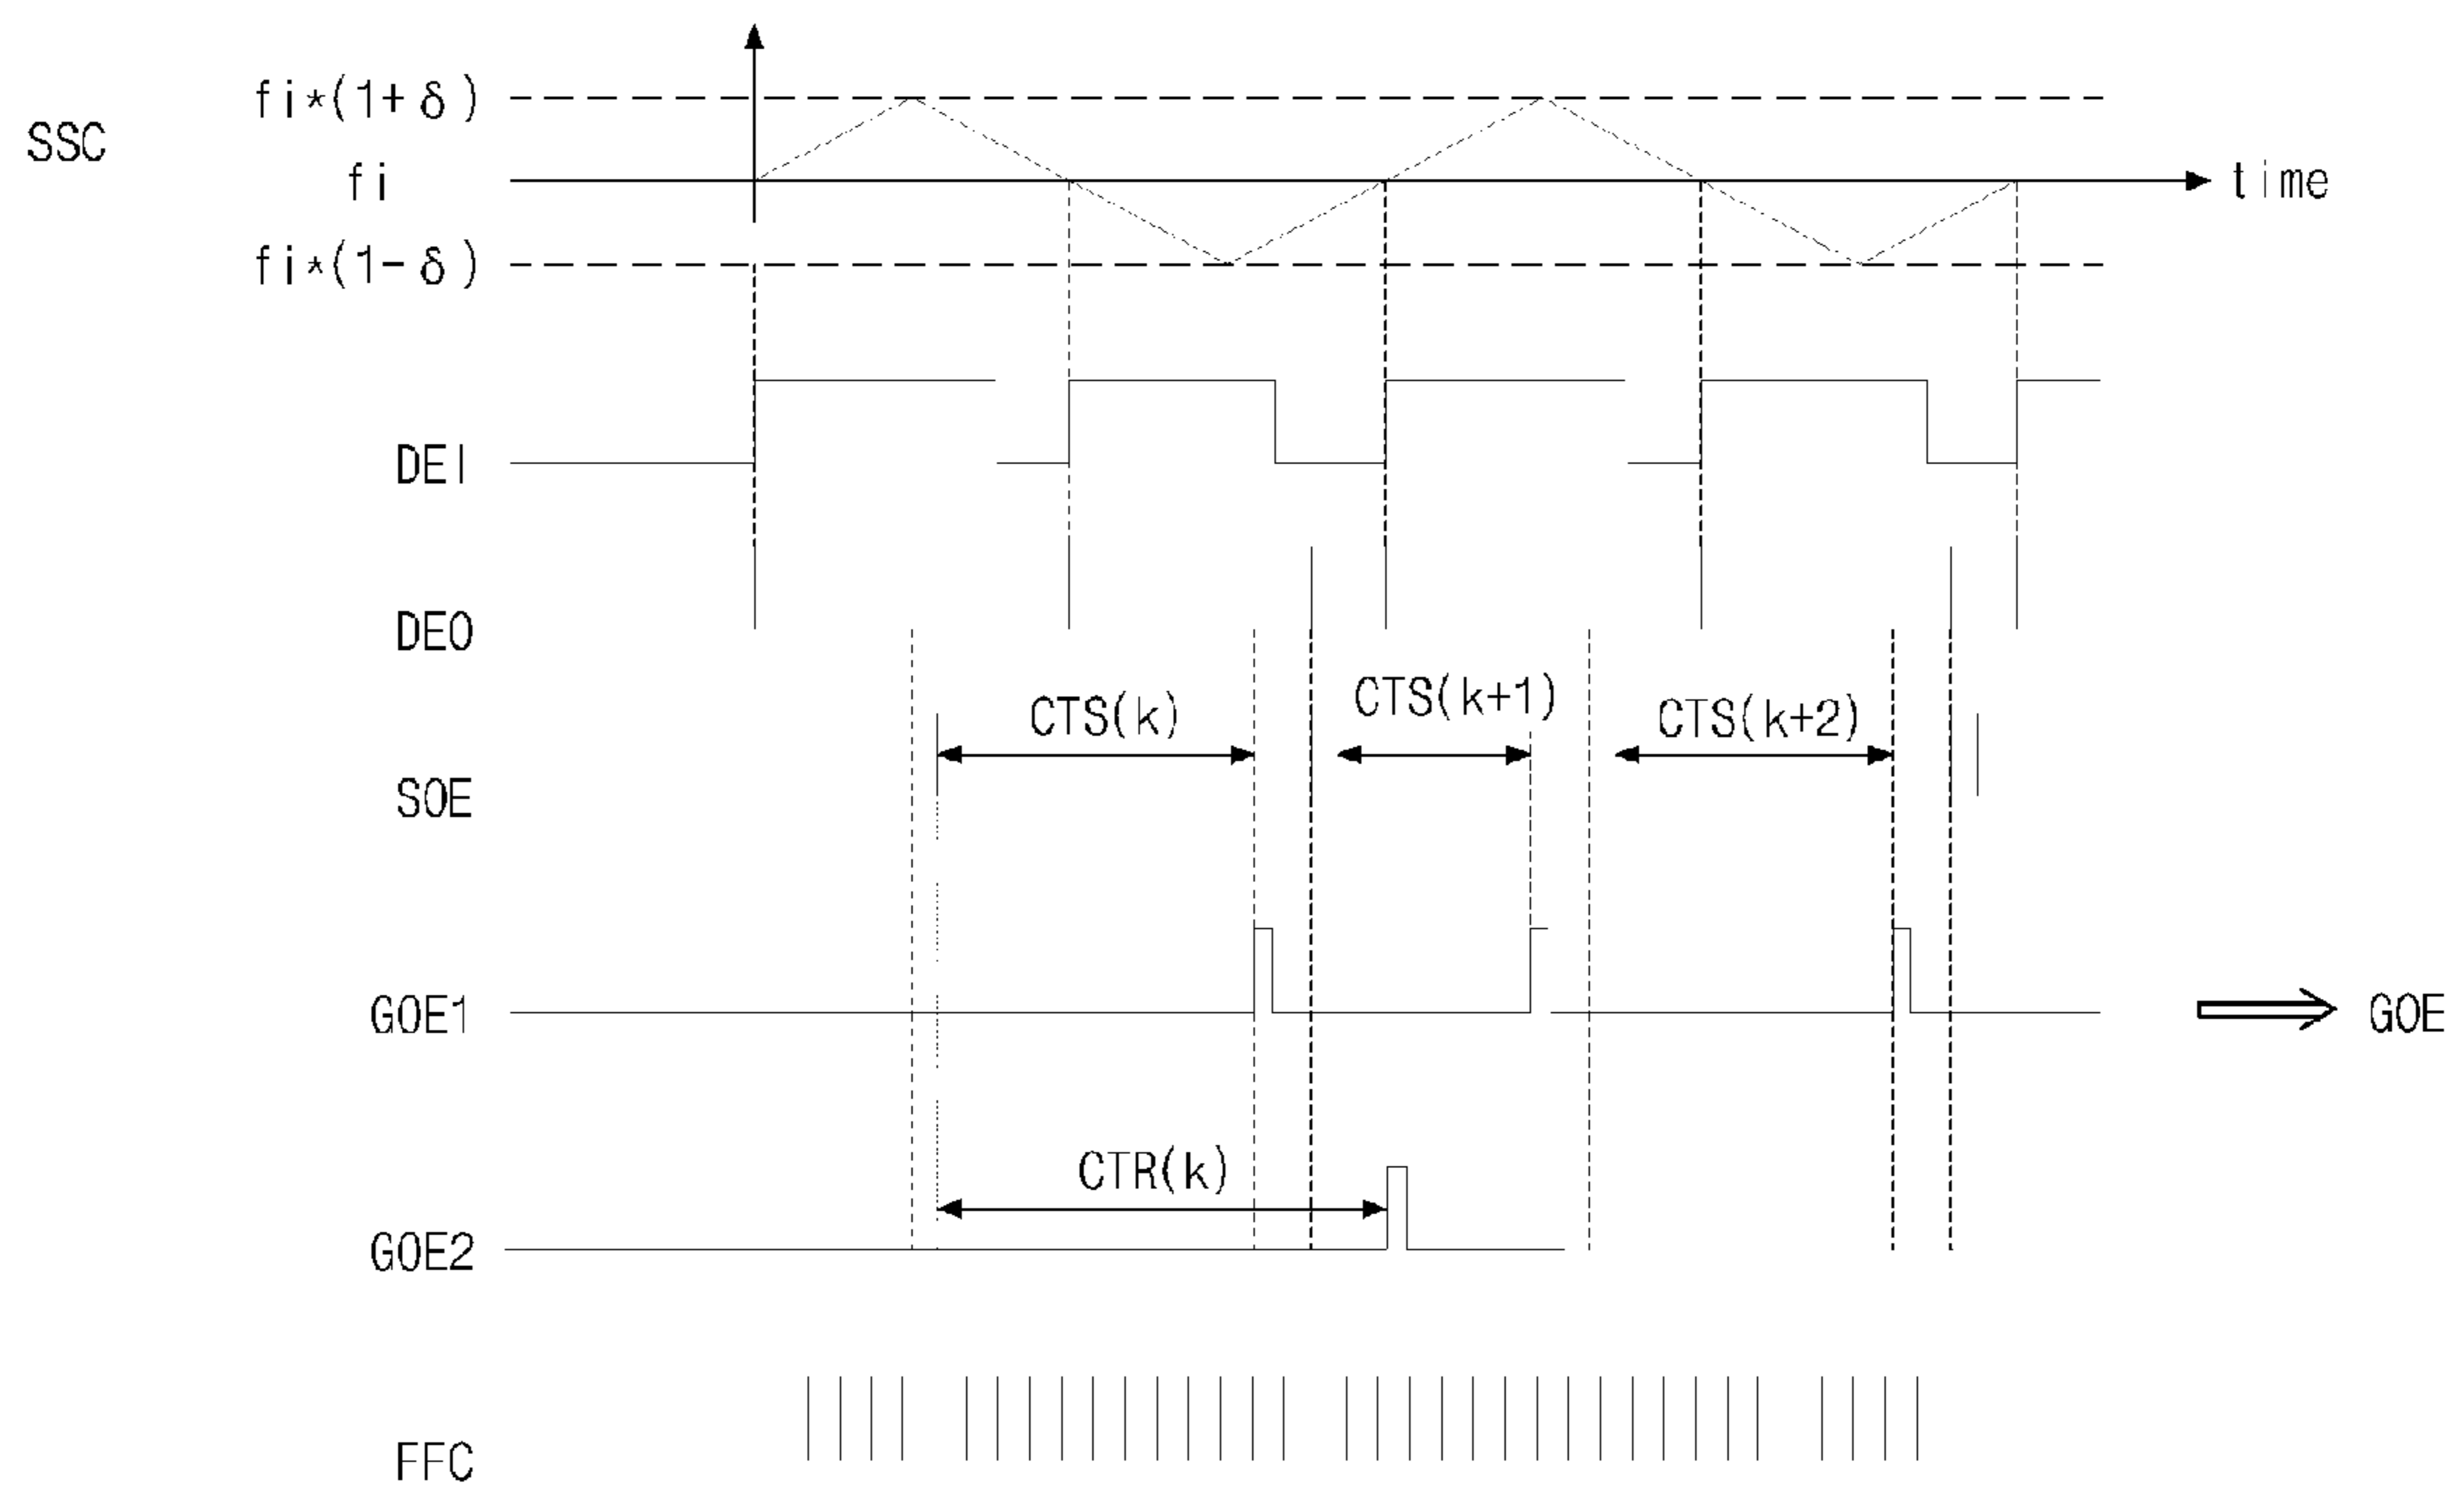 fi*(1+δ)
SSC
fi
time
fi*(1-δ)
DEI
DEO
CTS(k)
CTS(k+1)
CTS(k+2)
SOE
GOE1
GOE
CTR(k)
GOE2
FFC